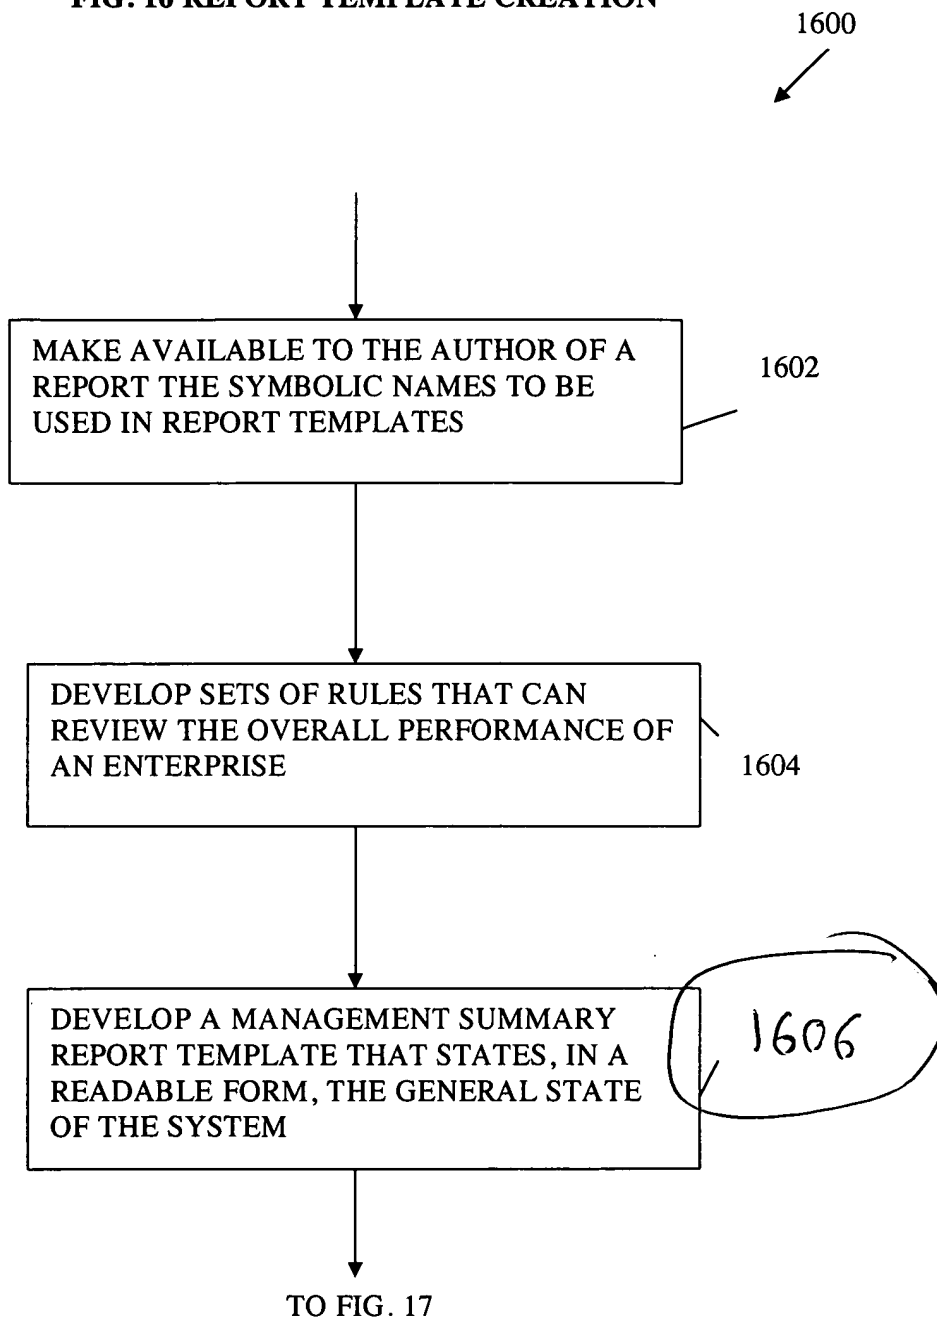 FIG. 16 REPORT TEMPLATE CREATION
1600
MAKE AVAILABLE TO THE AUTHOR OF A
REPORT THE SYMBOLIC NAMES TO BE
USED IN REPORT TEMPLATES
1602
DEVELOP SETS OF RULES THAT CAN
REVIEW THE OVERALL PERFORMANCE OF
AN ENTERPRISE
1604
DEVELOP A MANAGEMENT SUMMARY
REPORT TEMPLATE THAT STATES, IN A
READABLE FORM, THE GENERAL STATE
OF THE SYSTEM
1606
TO FIG. 17